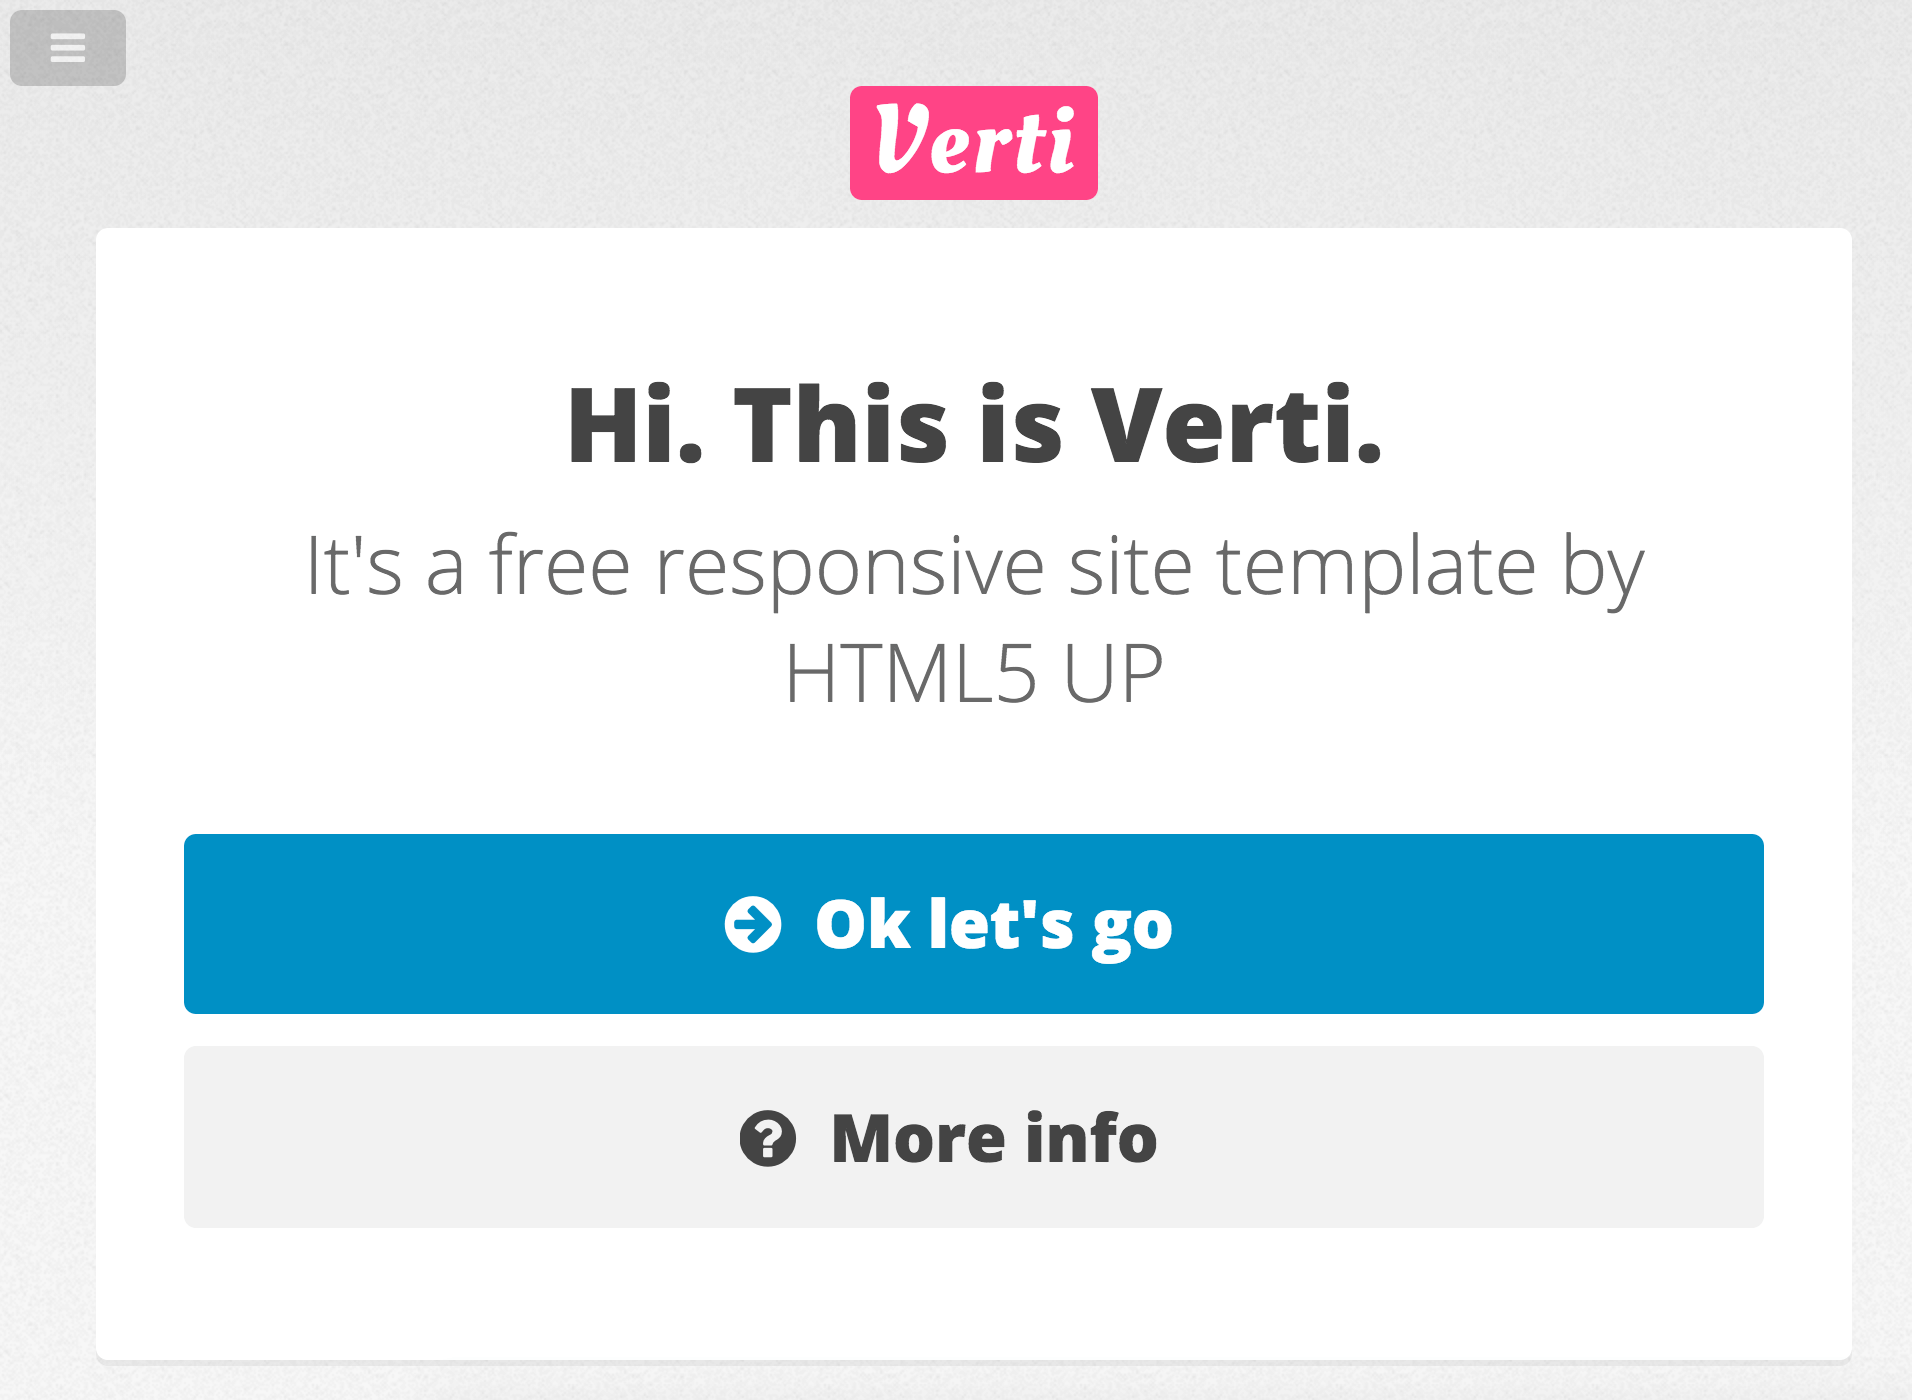 Verti
Hi. This is Verti.
It's a free responsive site template by
HTML5 UP
Ok let's go
More info